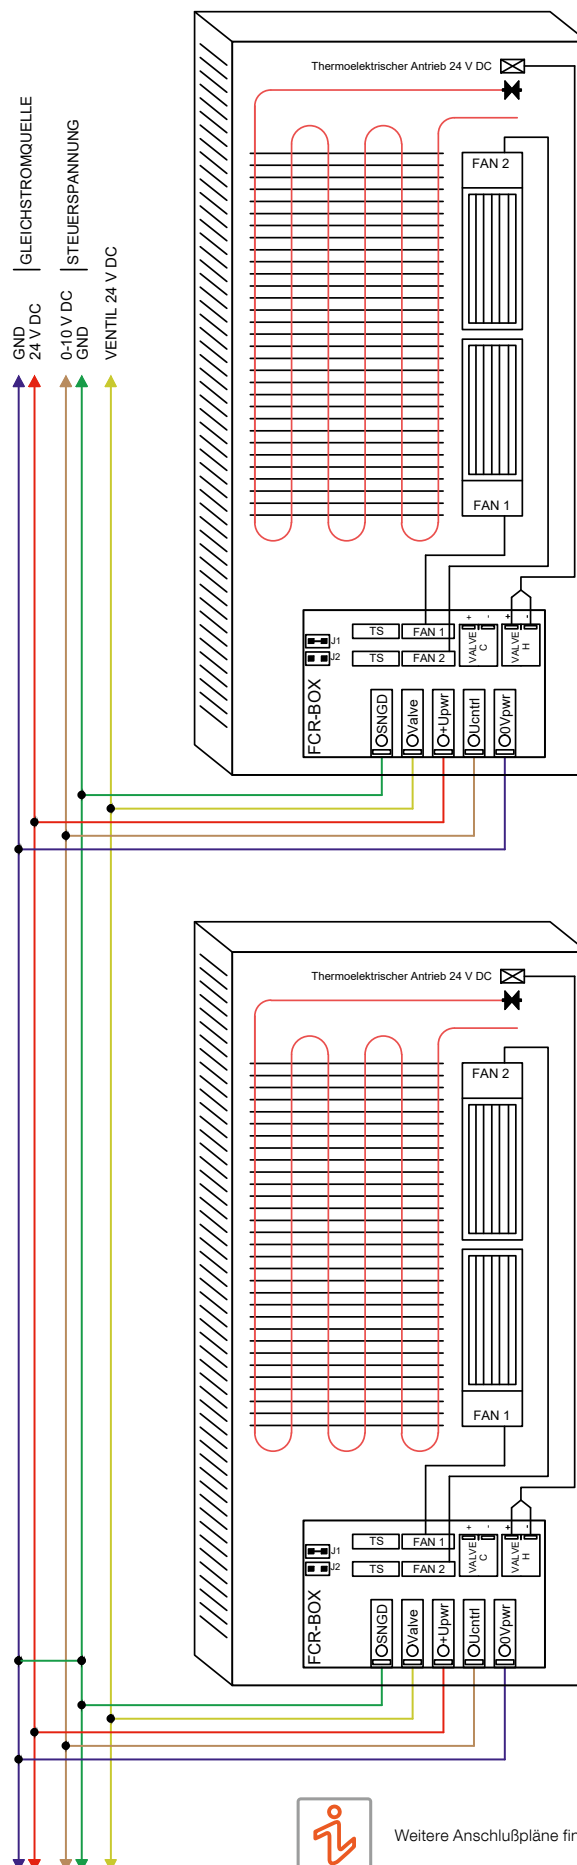 GLEICHSTROMQUELLE
STEUERSPANNUNG
GND
24 V DC
0-10 V DC
GND
VENTIL 24 V DC
Thermoelektrischer Antrieb 24 V DC
FAN 2
FAN 1
FCR-BOX
J1
J2
TS
FAN 1
TS
FAN 2
+ -
VALVE
C
+ -
VALVE
H
SNGD
Valve
+Upwr
Ucntrl
0Vpwr
Thermoelektrischer Antrieb 24 V DC
FAN 2
FAN 1
FCR-BOX
J1
J2
TS
FAN 1
TS
FAN 2
+ -
VALVE
C
+ -
VALVE
H
SNGD
Valve
+Upwr
Ucntrl
0Vpwr
Weitere Anschlußpläne fin